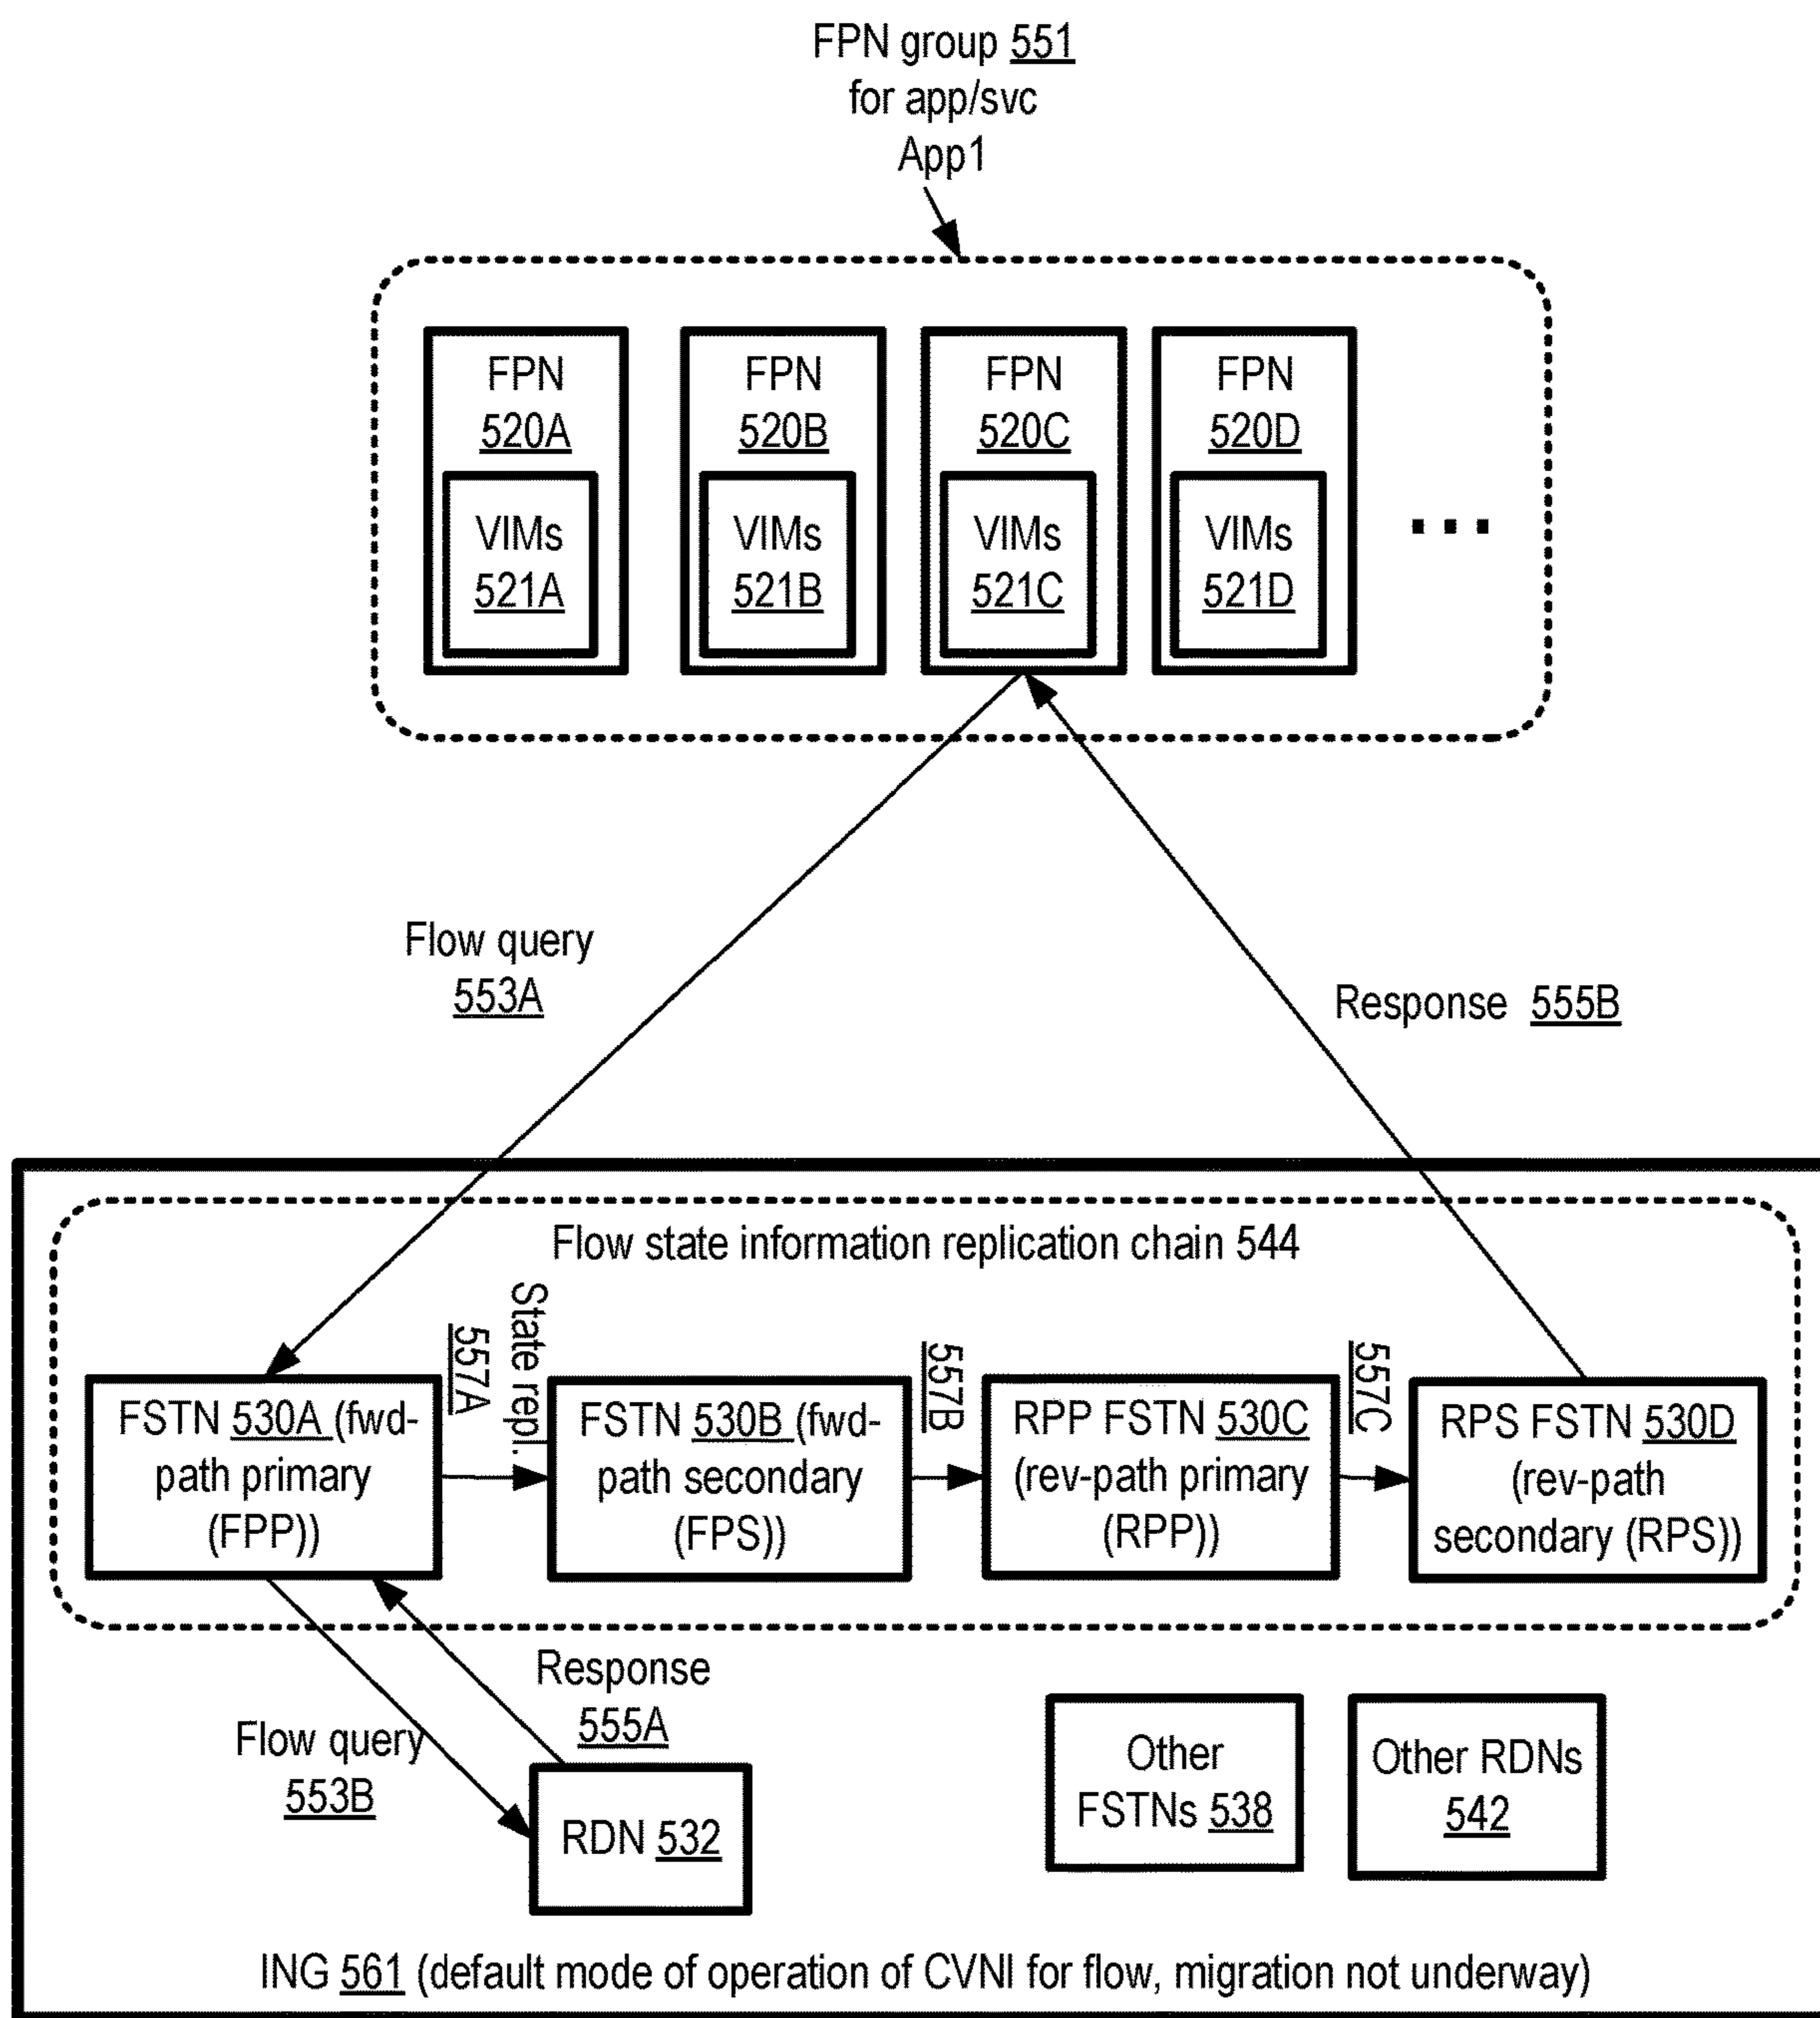 FPN group 551
for app/svc
App1
FPN
520A
VIMs
521A
FPN
520B
VIMs
521B
FPN
520C
VIMs
521C
FPN
520D
VIMs
521D
...
Flow query
553A
Response 555B
Flow state information replication chain 544
State repl.
557A
557B
557C
FSTN 530A (fwd-
path primary
(FPP))
FSTN 530B (fwd-
path secondary
(FPS))
RPP FSTN 530C
(rev-path primary
(RPP))
RPS FSTN 530D
(rev-path
secondary (RPS))
Response
555A
Flow query
553B
RDN 532
Other
FSTNs 538
Other RDNs
542
ING 561 (default mode of operation of CVNI for flow, migration not underway)